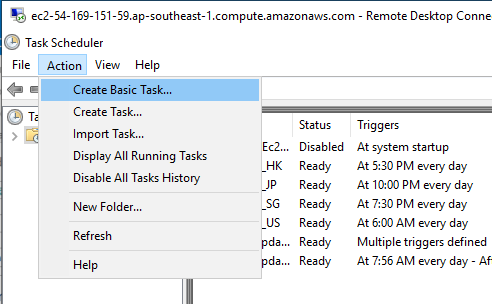 ec2-54-169-151-59.ap-southeast-1.compute.amazonaws.com - Remote Desktop Conne
Task Scheduler
File Action View Help
Create Basic Task...
Create Task...
Import Task...
Display All Running Tasks
Disable All Tasks History
New Folder...
Refresh
Help
Ta
Status Triggers
Ec2... Disabled At system startup
_HK Ready At 5:30 PM every day
_JP Ready At 10:00 PM every day
_SG Ready At 7:30 PM every day
_US Ready At 6:00 AM every day
pda... Ready Multiple triggers defined
pda... Ready At 7:56 AM every day - Af